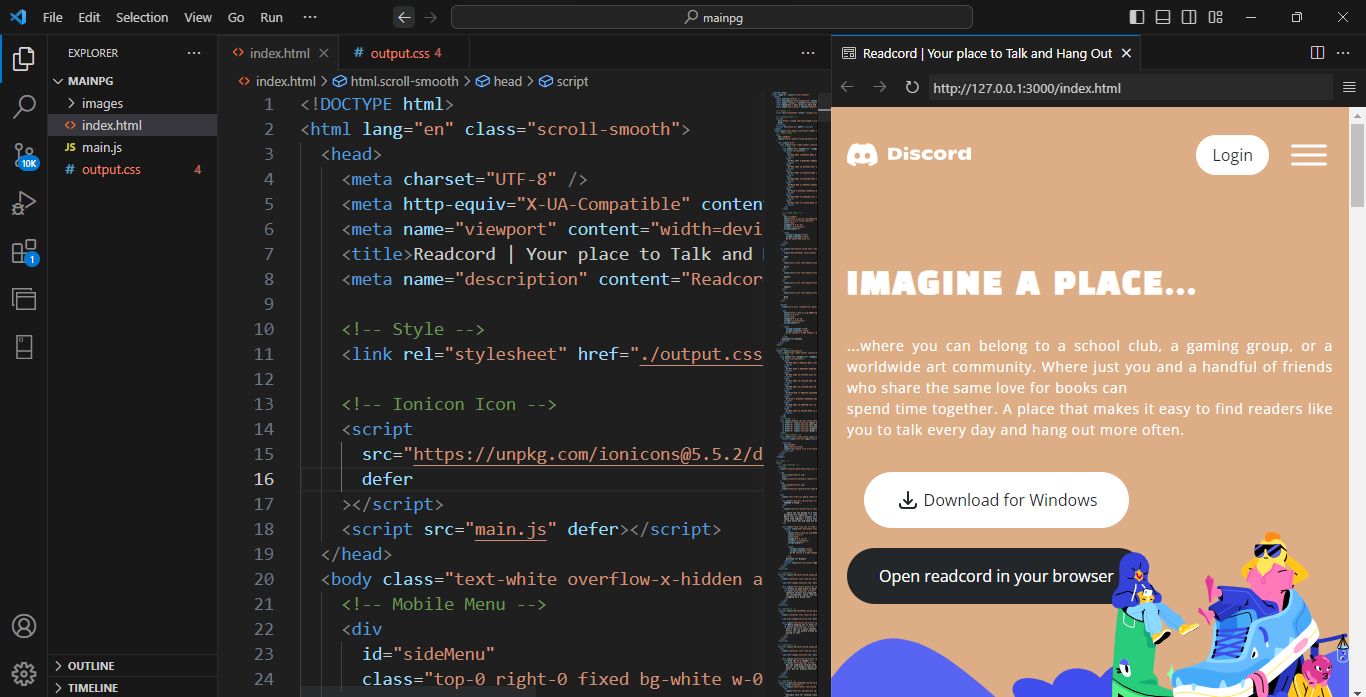 File Edit Selection View Go Run ··· mainpg
EXPLORER ···
MAINPG
images
index.html
JS main.js
# output.css 4
10K
1
OUTLINE
TIMELINE
index.html # output.css 4 ···
index.html > html.scroll-smooth > head > script
1 <!DOCTYPE html>
2 <html lang="en" class="scroll-smooth">
3 <head>
4 <meta charset="UTF-8" />
5 <meta http-equiv="X-UA-Compatible" conten
6 <meta name="viewport" content="width=devi
7 <title>Readcord | Your place to Talk and
8 <meta name="description" content="Readcor
9
10 <!-- Style -->
11 <link rel="stylesheet" href="./output.css
12
13 <!-- Ionicon Icon -->
14 <script
15 src="https://unpkg.com/ionicons@5.5.2/d
16 defer
17 ></script>
18 <script src="main.js" defer></script>
19 </head>
20 <body class="text-white overflow-x-hidden a
21 <!-- Mobile Menu -->
22 <div
23 id="sideMenu"
24 class="top-0 right-0 fixed bg-white w-0
Readcord | Your place to Talk and Hang Out ···
http://127.0.0.1:3000/index.html
Discord Login
IMAGINE A PLACE...
...where you can belong to a school club, a gaming group, or a
worldwide art community. Where just you and a handful of friends
who share the same love for books can
spend time together. A place that makes it easy to find readers like
you to talk every day and hang out more often.
Download for Windows
Open readcord in your browser